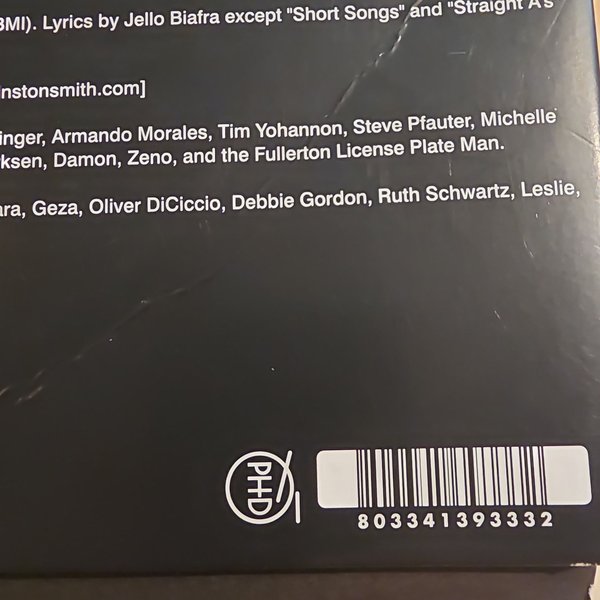 BMI). Lyrics by Jello Biafra except "Short Songs" and "Straight A's
nstonsmith.com]
inger, Armando Morales, Tim Yohannon, Steve Pfauter, Michelle
rksen, Damon, Zeno, and the Fullerton License Plate Man.
ara, Geza, Oliver DiCiccio, Debbie Gordon, Ruth Schwartz, Leslie,
PHD
803341393332